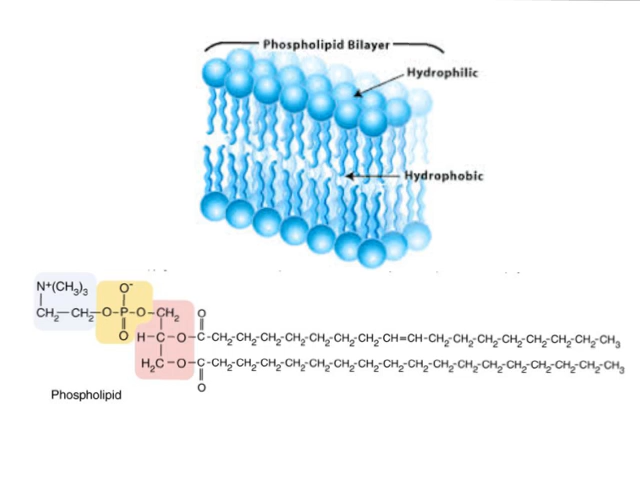 Phospholipid Bilayer
Hydrophilic
Hydrophobic
N⁺(CH₃)₃
O⁻
CH₂–CH₂–O–P–O–CH₂
O
O
H–C–O–C–CH₂-CH₂-CH₂-CH₂-CH₂-CH₂-CH₂-CH=CH-CH₂-CH₂-CH₂-CH₂-CH₂-CH₂-CH₂-CH₃
H₂C–O–C–CH₂-CH₂-CH₂-CH₂-CH₂-CH₂-CH₂-CH₂-CH₂-CH₂-CH₂-CH₂-CH₂-CH₂-CH₂-CH₂-CH₃
O
Phospholipid